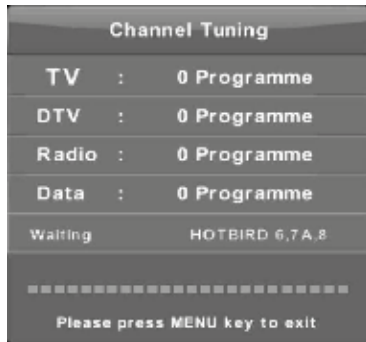 Channel Tuning
TV : 0 Programme
DTV : 0 Programme
Radio : 0 Programme
Data : 0 Programme
Waiting HOTBIRD 6,7A,8
Please press MENU key to exit